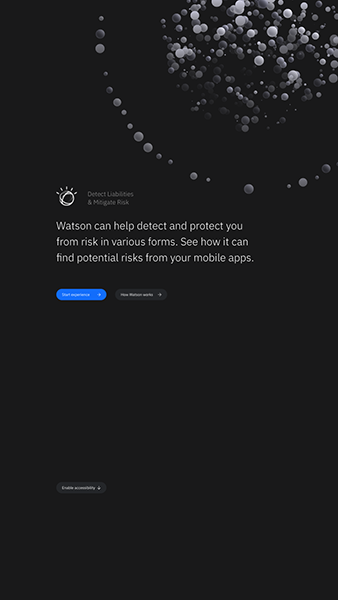 Detect Liabilities
& Mitigate Risk
Watson can help detect and protect you
from risk in various forms. See how it can
find potential risks from your mobile apps.
Start experience →
How Watson works →
Enable accessibility ↓